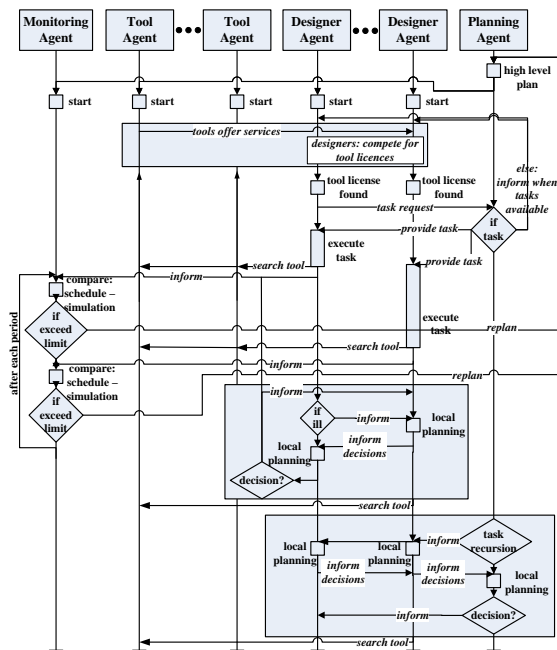 Monitoring
Agent
Tool
Agent
Tool
Agent
Designer
Agent
Designer
Agent
Planning
Agent
high level
plan
start
start
start
start
start
tools offer services
designers: compete for
tool licences
else:
inform when
tasks
available
tool license
found
tool license
found
task request
if
task
provide task
execute
task
provide task
search tool
inform
compare:
schedule –
simulation
after each period
if
exceed
limit
execute
task
replan
search tool
inform
compare:
schedule –
simulation
replan
if
exceed
limit
inform
if
ill
inform
local
planning
inform
decisions
local
planning
decision?
search tool
task
recursion
inform
local
planning
local
planning
inform
decisions
inform
decisions
local
planning
inform
decision?
search tool